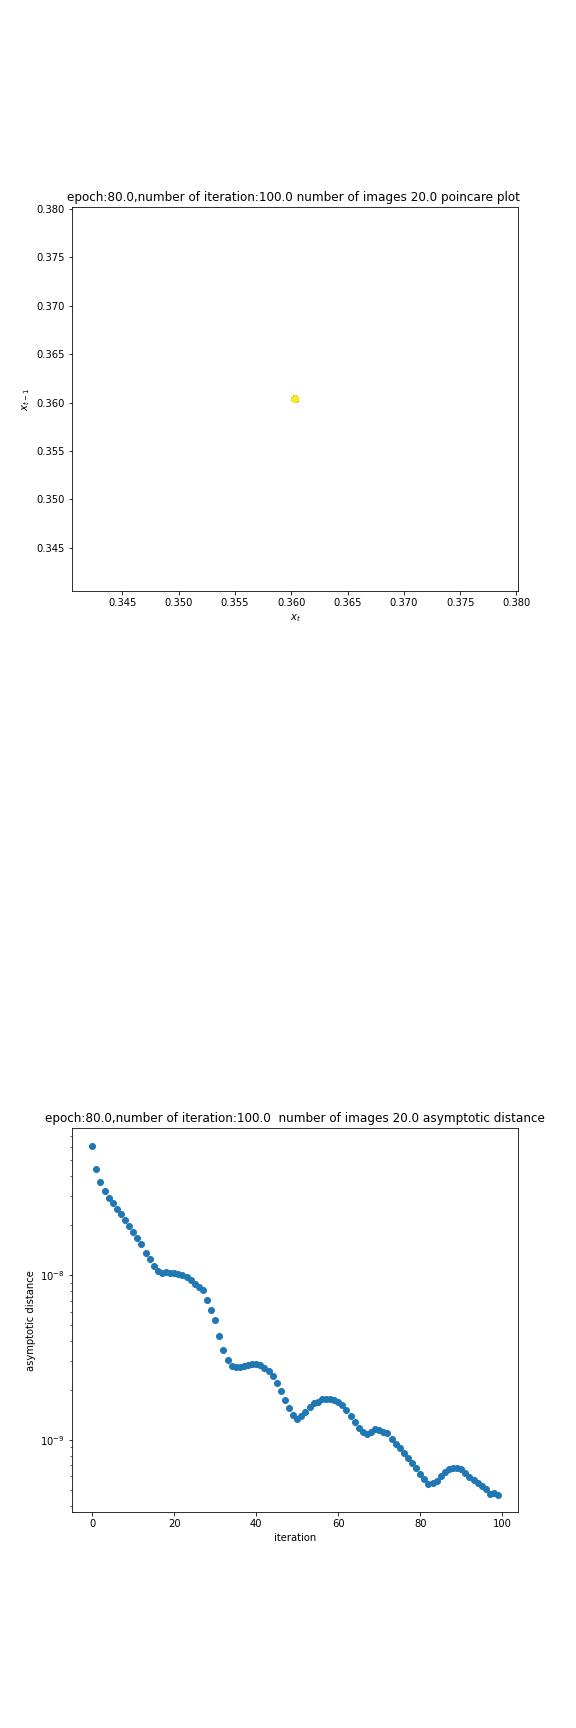 epoch:80.0,number of iteration:100.0 number of images 20.0 poincare plot
0.380
0.375
0.370
0.365
0.360
0.355
0.350
0.345
x_{t−1}
0.345 0.350 0.355 0.360 0.365 0.370 0.375 0.380
x_t
epoch:80.0,number of iteration:100.0  number of images 20.0 asymptotic distance
10^{−8}
10^{−9}
asymptotic distance
0 20 40 60 80 100
iteration